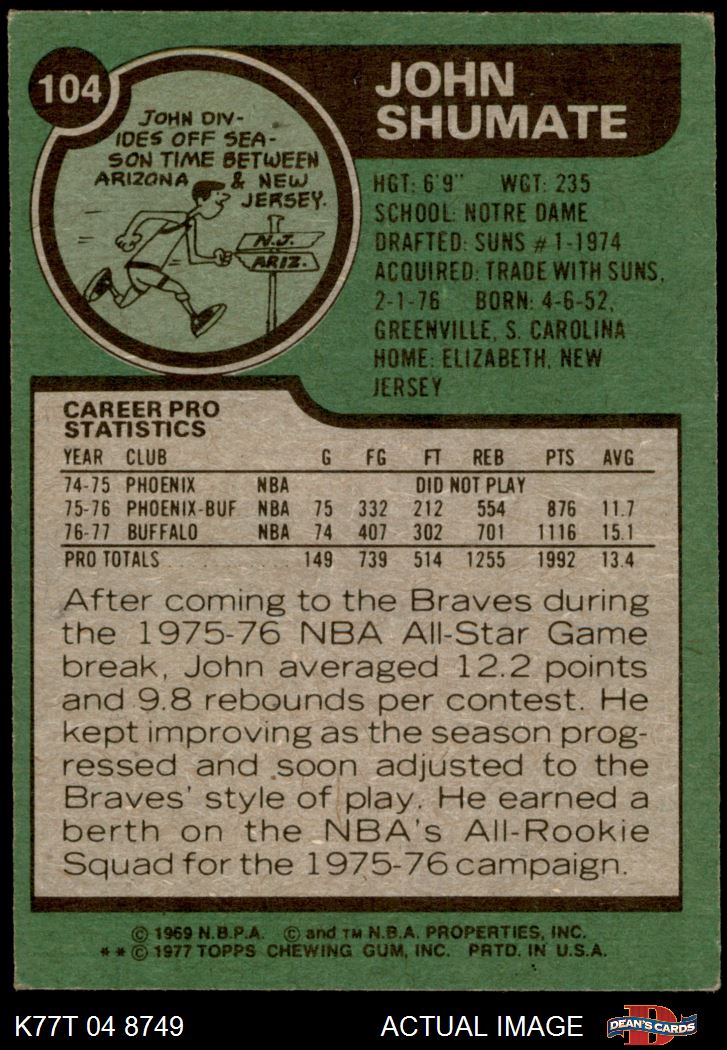 104
JOHN
SHUMATE
JOHN DIV-
IDES OFF SEA-
SON TIME BETWEEN
ARIZONA & NEW
JERSEY.
N.J.
ARIZ.
HGT: 6'9" WGT: 235
SCHOOL: NOTRE DAME
DRAFTED: SUNS #1-1974
ACQUIRED: TRADE WITH SUNS,
2-1-76 BORN: 4-6-52,
GREENVILLE, S. CAROLINA
HOME: ELIZABETH, NEW
JERSEY
CAREER PRO
STATISTICS
YEAR CLUB G FG FT REB PTS AVG
74-75 PHOENIX NBA DID NOT PLAY
75-76 PHOENIX-BUF NBA 75 332 212 554 876 11.7
76-77 BUFFALO NBA 74 407 302 701 1116 15.1
PRO TOTALS 149 739 514 1255 1992 13.4
After coming to the Braves during
the 1975-76 NBA All-Star Game
break, John averaged 12.2 points
and 9.8 rebounds per contest. He
kept improving as the season prog-
ressed and soon adjusted to the
Braves' style of play. He earned a
berth on the NBA's All-Rookie
Squad for the 1975-76 campaign.
© 1969 N.B.P.A. © and TM N.B.A. PROPERTIES, INC.
* * © 1977 TOPPS CHEWING GUM, INC. PRTD. IN U.S.A.
K77T 04 8749 ACTUAL IMAGE D DEAN'S CARDS